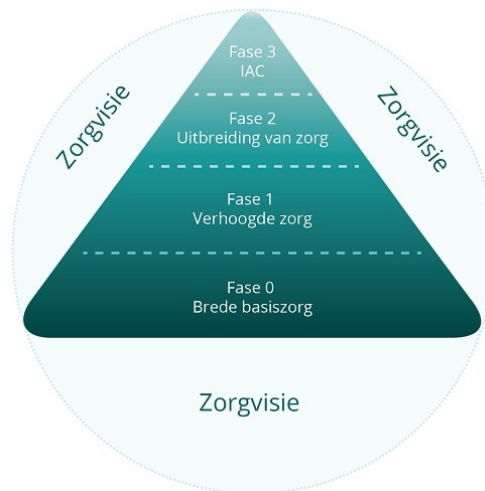 Fase 3
IAC
Zorgvisie
Zorgvisie
Fase 2
Uitbreiding van zorg
Fase 1
Verhoogde zorg
Fase 0
Brede basiszorg
Zorgvisie